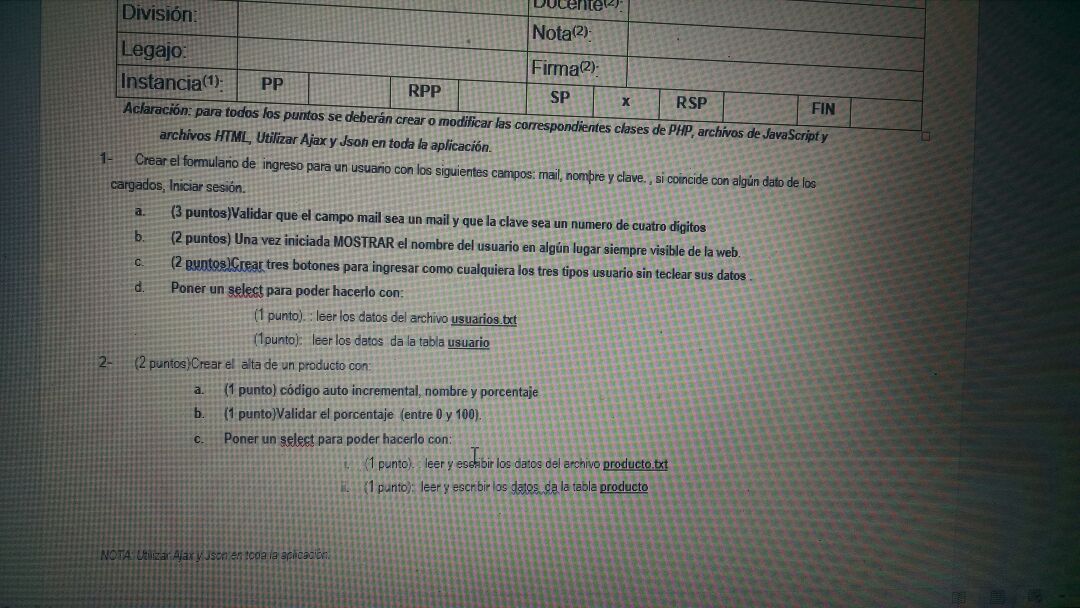 División:
Docente(2):
Nota(2):
Legajo:
Firma(2):
Instancia(1): PP RPP SP x RSP FIN
Aclaración: para todos los puntos se deberán crear o modificar las correspondientes clases de PHP, archivos de JavaScript y
archivos HTML, Utilizar Ajax y Json en toda la aplicación.
1- Crear el formulario de ingreso para un usuario con los siguientes campos: mail, nombre y clave. , si coincide con algún dato de los
cargados, Iniciar sesión.
a. (3 puntos)Validar que el campo mail sea un mail y que la clave sea un numero de cuatro dígitos
b. (2 puntos) Una vez iniciada MOSTRAR el nombre del usuario en algún lugar siempre visible de la web.
c. (2 puntos)Crear tres botones para ingresar como cualquiera los tres tipos usuario sin teclear sus datos .
d. Poner un select para poder hacerlo con:
(1 punto). : leer los datos del archivo usuarios.txt
(1punto): leer los datos da la tabla usuario
2- (2 puntos)Crear el alta de un producto con:
a. (1 punto) código auto incremental, nombre y porcentaje
b. (1 punto)Validar el porcentaje (entre 0 y 100).
c. Poner un select para poder hacerlo con:
i. (1 punto). : leer y escribir los datos del archivo producto.txt
ii. (1 punto): leer y escribir los datos da la tabla producto
NOTA: Utilizar Ajax y Json en toda la aplicación.